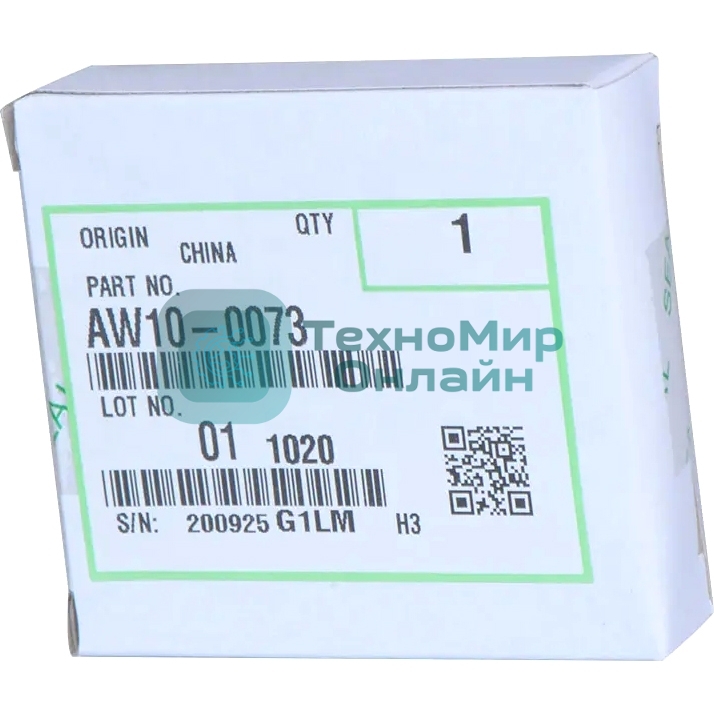 ORIGIN CHINA QTY 1
PART NO.
AW10-0073
ТехноМир
Онлайн
LOT NO.
01 1020
S/N: 200925 G1LM H3